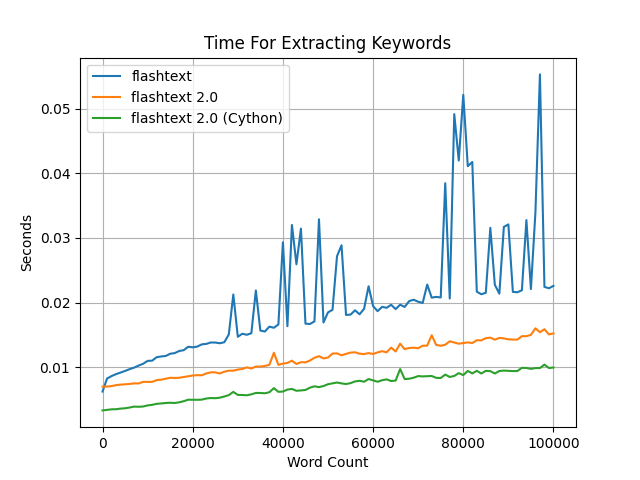 Time For Extracting Keywords
flashtext
flashtext 2.0
flashtext 2.0 (Cython)
0.05
0.04
0.03
0.02
0.01
Seconds
0 20000 40000 60000 80000 100000
Word Count